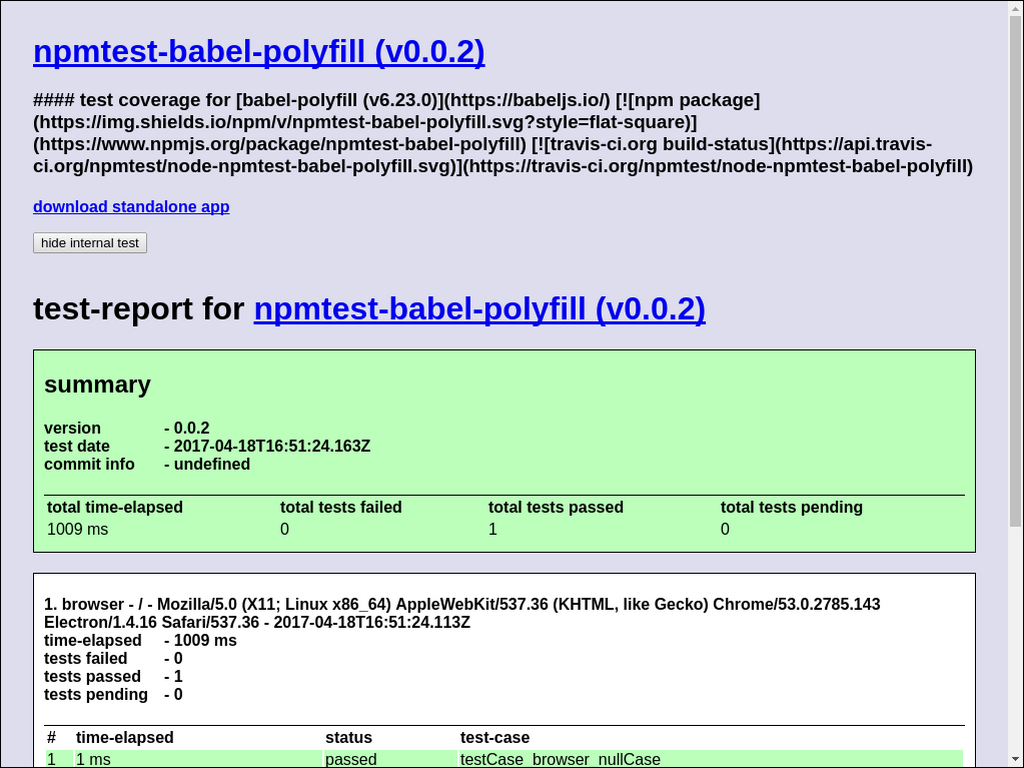 npmtest-babel-polyfill (v0.0.2)
#### test coverage for [babel-polyfill (v6.23.0)](https://babeljs.io/) [![npm package]
(https://img.shields.io/npm/v/npmtest-babel-polyfill.svg?style=flat-square)]
(https://www.npmjs.org/package/npmtest-babel-polyfill) [![travis-ci.org build-status](https://api.travis-
ci.org/npmtest/node-npmtest-babel-polyfill.svg)](https://travis-ci.org/npmtest/node-npmtest-babel-polyfill)
download standalone app
hide internal test
test-report for npmtest-babel-polyfill (v0.0.2)
summary
version - 0.0.2
test date - 2017-04-18T16:51:24.163Z
commit info - undefined
total time-elapsed total tests failed total tests passed total tests pending
1009 ms 0 1 0
1. browser - / - Mozilla/5.0 (X11; Linux x86_64) AppleWebKit/537.36 (KHTML, like Gecko) Chrome/53.0.2785.143
Electron/1.4.16 Safari/537.36 - 2017-04-18T16:51:24.113Z
time-elapsed - 1009 ms
tests failed - 0
tests passed - 1
tests pending - 0
# time-elapsed status test-case
1 1 ms passed testCase_browser_nullCase